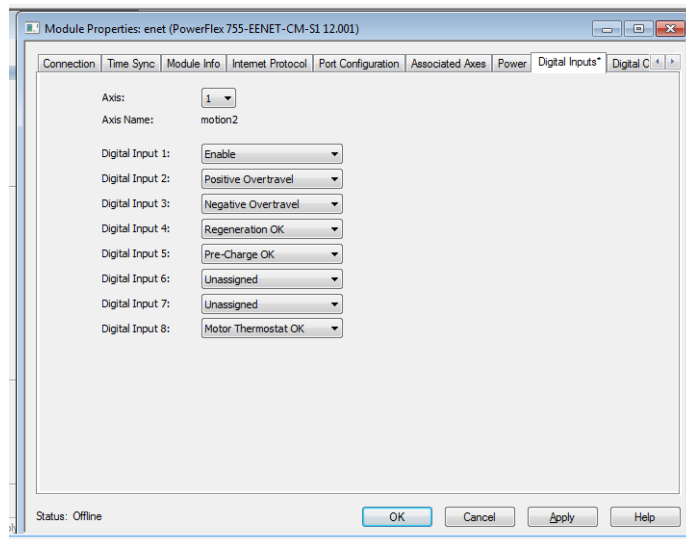 Module Properties: enet (PowerFlex 755-EENET-CM-S1 12.001)
Connection Time Sync Module Info Internet Protocol Port Configuration Associated Axes Power Digital Inputs* Digital C
Axis: 1
Axis Name: motion2
Digital Input 1: Enable
Digital Input 2: Positive Overtravel
Digital Input 3: Negative Overtravel
Digital Input 4: Regeneration OK
Digital Input 5: Pre-Charge OK
Digital Input 6: Unassigned
Digital Input 7: Unassigned
Digital Input 8: Motor Thermostat OK
Status: Offline OK Cancel Apply Help